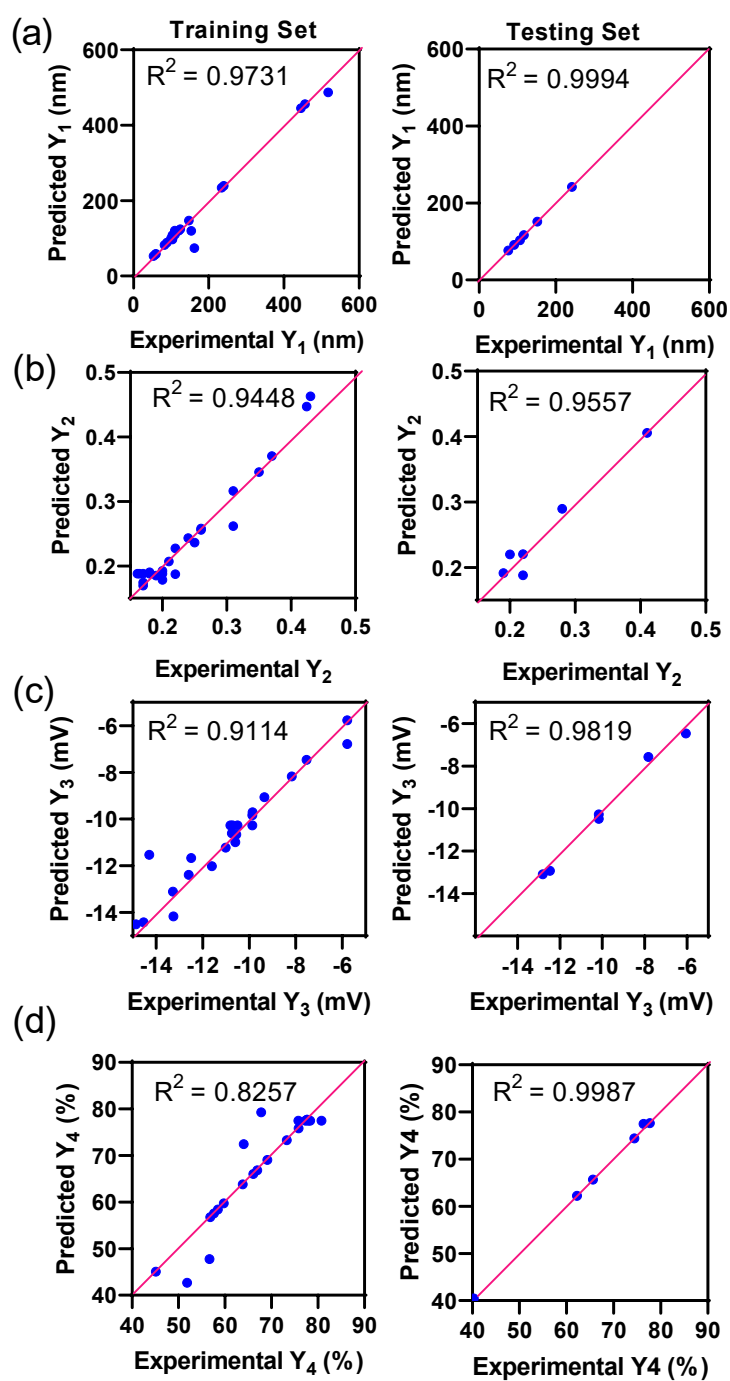 (a)
Training Set
Testing Set
R² = 0.9731
R² = 0.9994
Predicted Y₁ (nm)
600
400
200
0
0 200 400 600
Experimental Y₁ (nm)
Predicted Y₁ (nm)
600
400
200
0
0 200 400 600
Experimental Y₁ (nm)
(b)
R² = 0.9448
R² = 0.9557
Predicted Y₂
0.5
0.4
0.3
0.2
0.2 0.3 0.4 0.5
Experimental Y₂
Predicted Y₂
0.5
0.4
0.3
0.2
0.2 0.3 0.4 0.5
Experimental Y₂
(c)
R² = 0.9114
R² = 0.9819
Predicted Y₃ (mV)
-6
-8
-10
-12
-14
-14 -12 -10 -8 -6
Experimental Y₃ (mV)
Predicted Y₃ (mV)
-6
-8
-10
-12
-14
-14 -12 -10 -8 -6
Experimental Y₃ (mV)
(d)
R² = 0.8257
R² = 0.9987
Predicted Y₄ (%)
90
80
70
60
50
40
40 50 60 70 80 90
Experimental Y₄ (%)
Predicted Y4 (%)
90
80
70
60
50
40
40 50 60 70 80 90
Experimental Y4 (%)